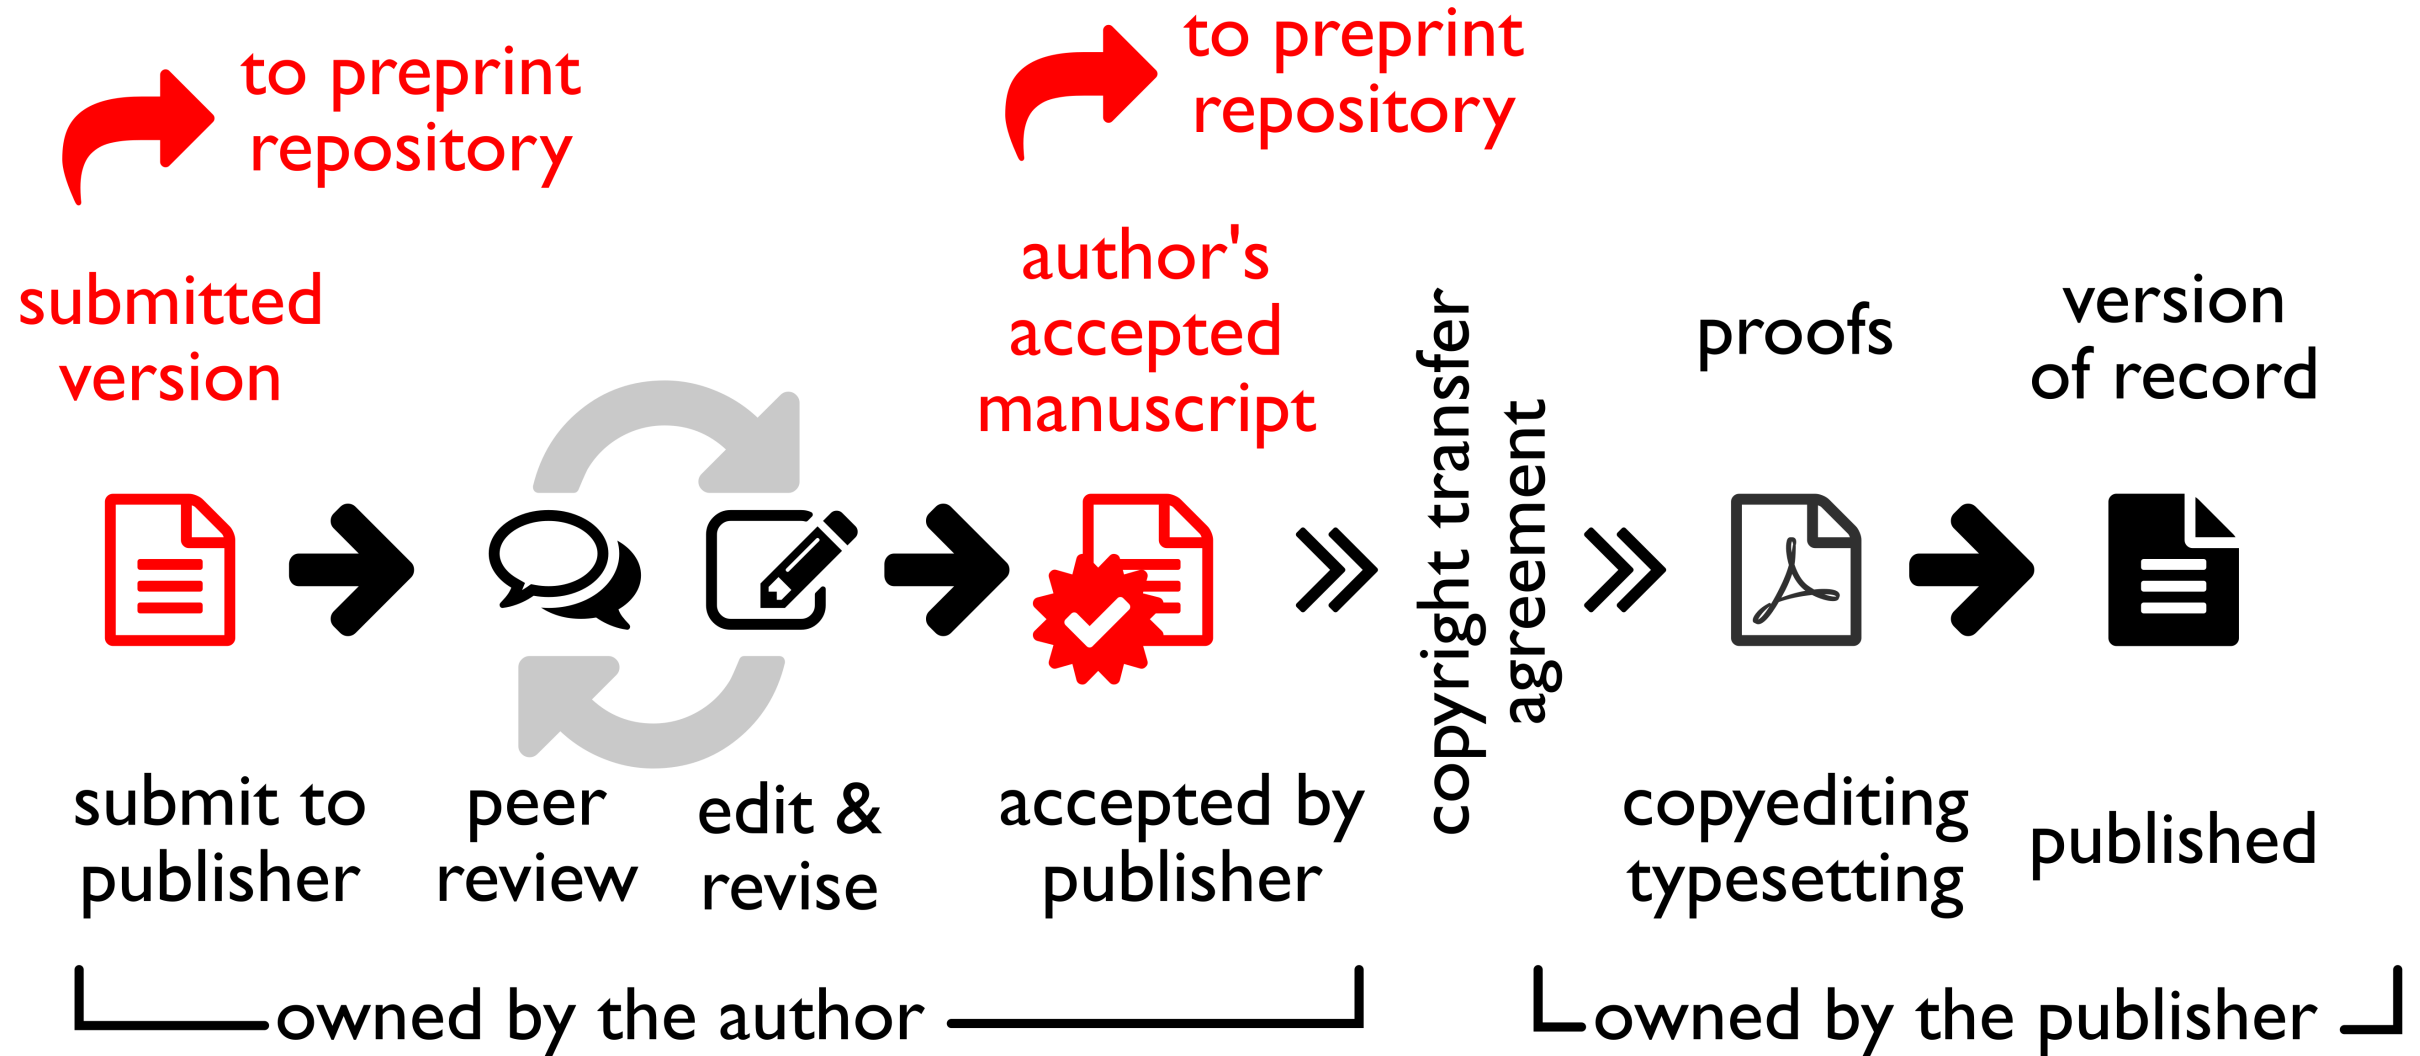 to preprint
repository
to preprint
repository
submitted
version
author's
accepted
manuscript
copyright transfer
agreement
proofs
version
of record
submit to
publisher
peer
review
edit &
revise
accepted by
publisher
copyediting
typesetting
published
owned by the author
owned by the publisher